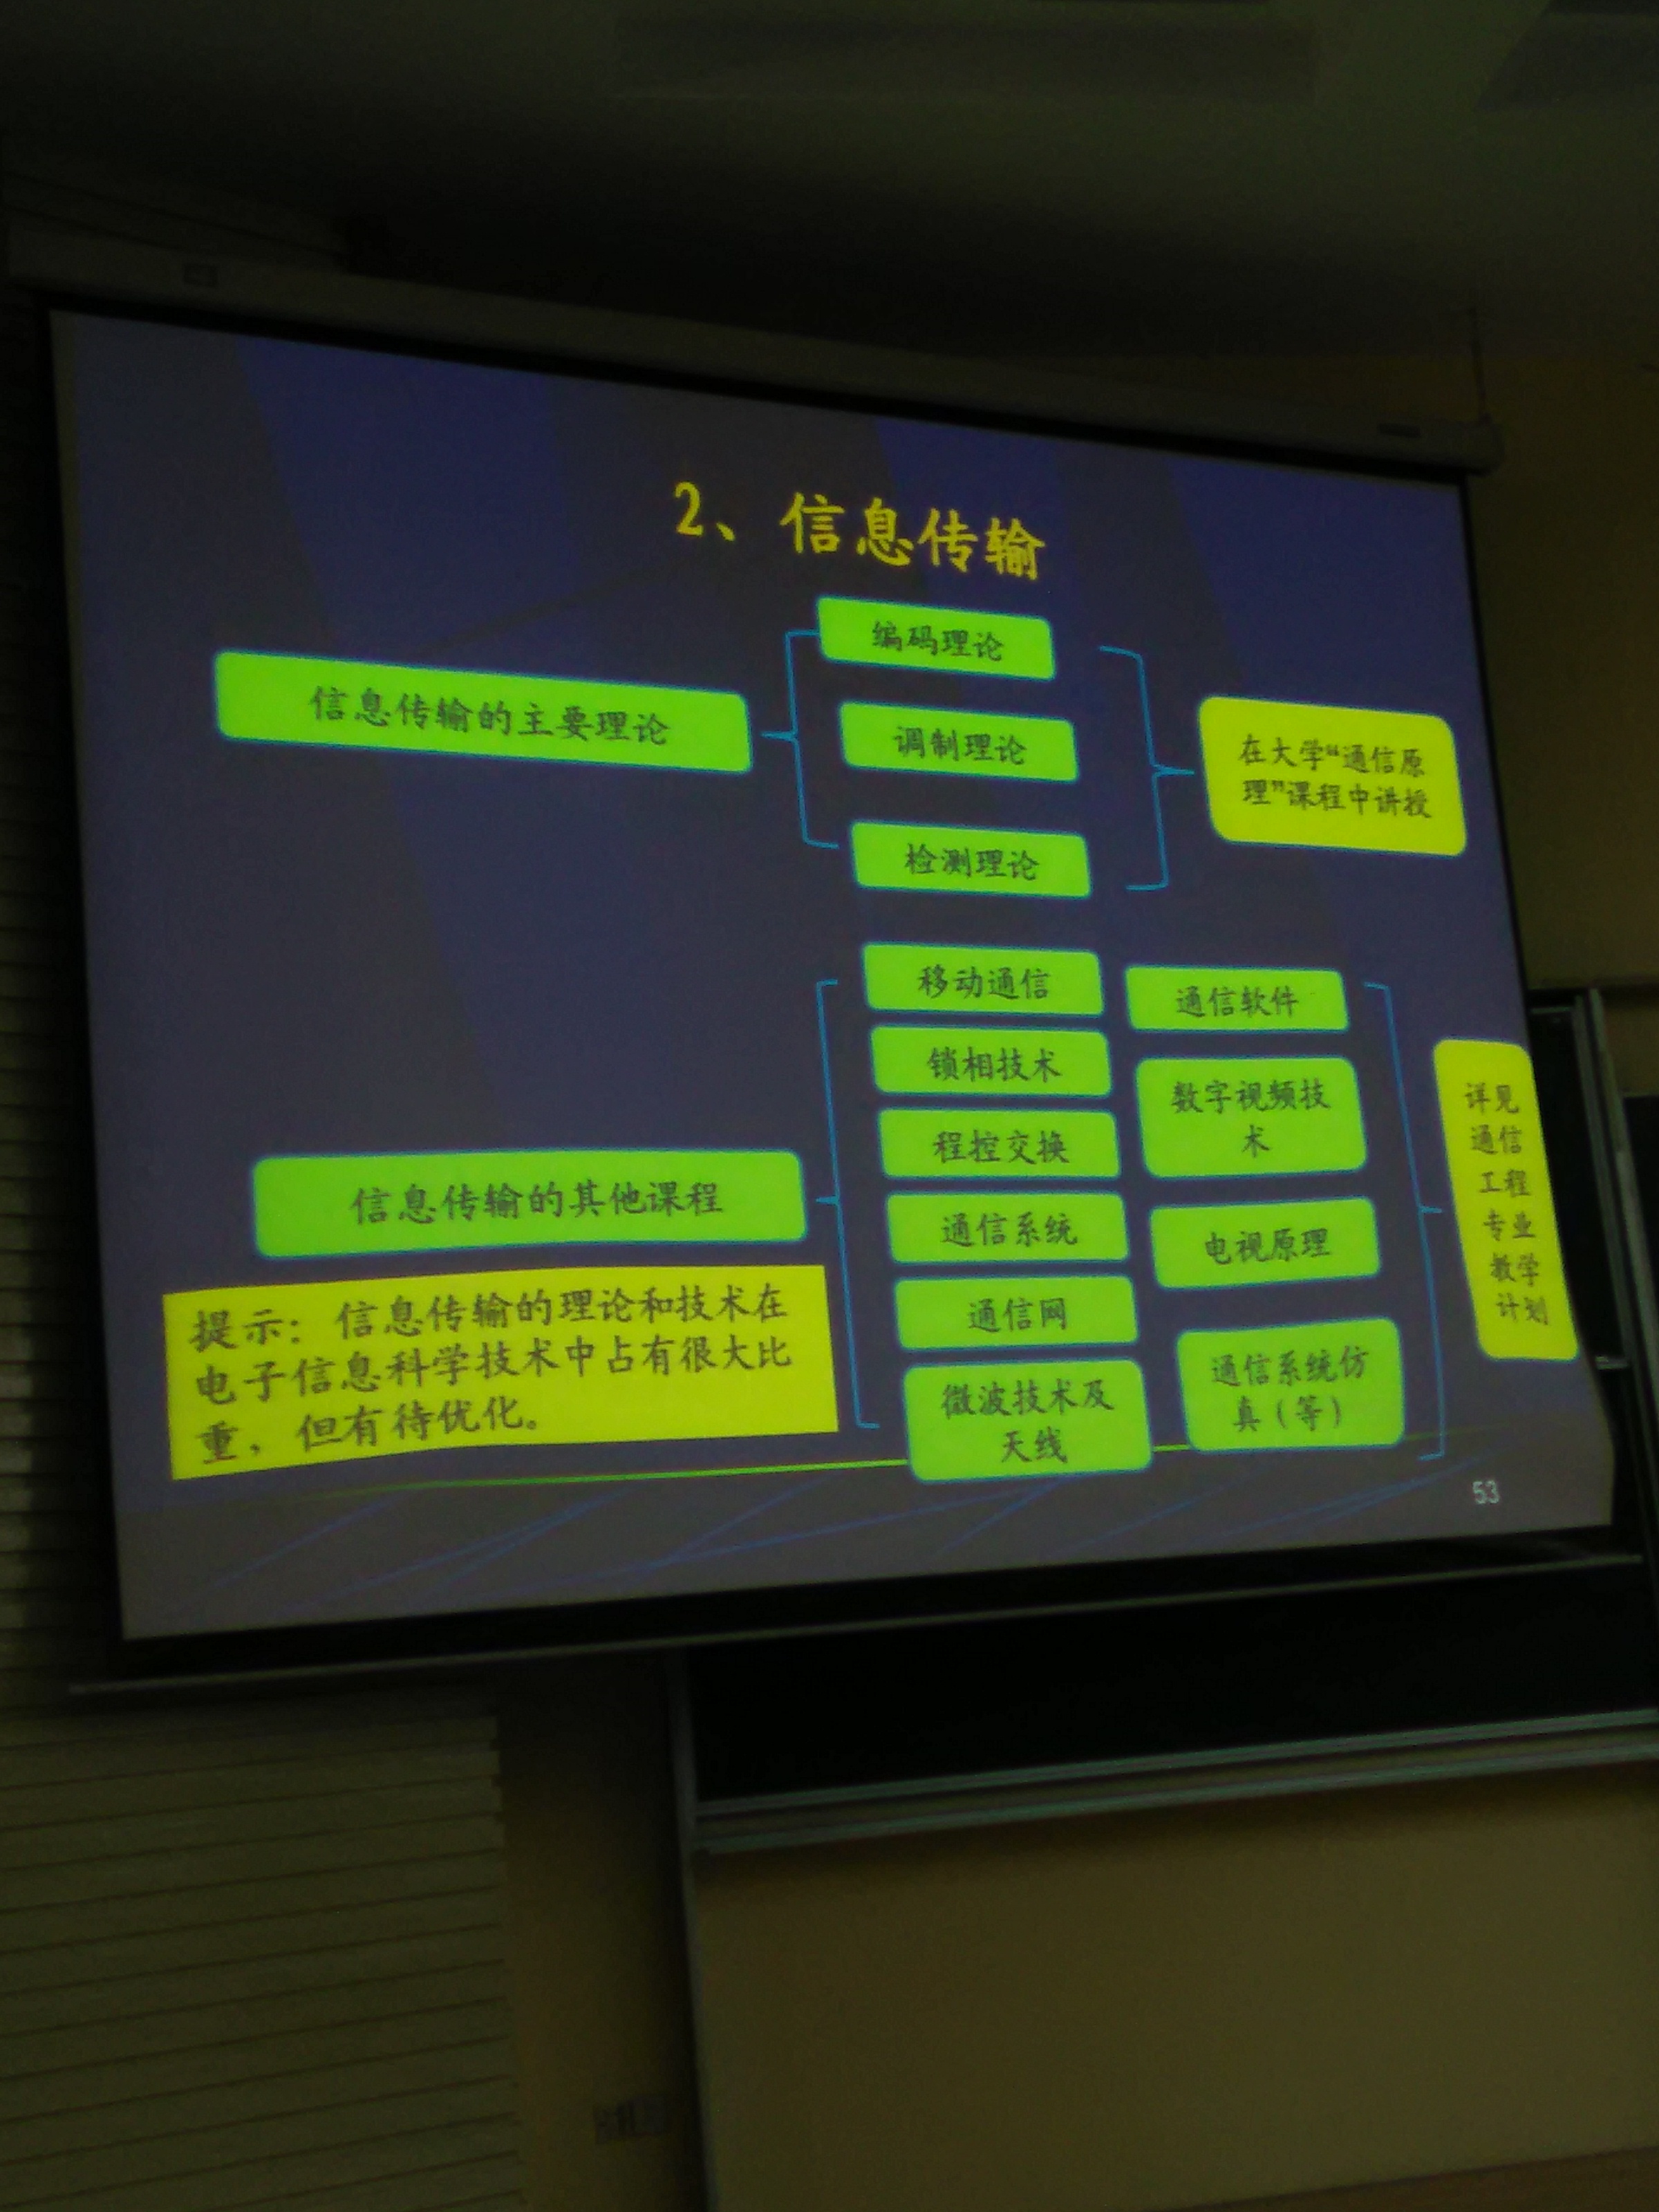 2、信息传输
信息传输的主要理论
编码理论
调制理论
检测理论
在大学“通信原
理”课程中讲授
信息传输的其他课程
移动通信
锁相技术
程控交换
通信系统
通信网
微波技术及
天线
通信软件
数字视频技
术
电视原理
通信系统仿
真（等）
详见
通信
工程
专业
教学
计划
提示：信息传输的理论和技术在
电子信息科学技术中占有很大比
重，但有待优化。
53